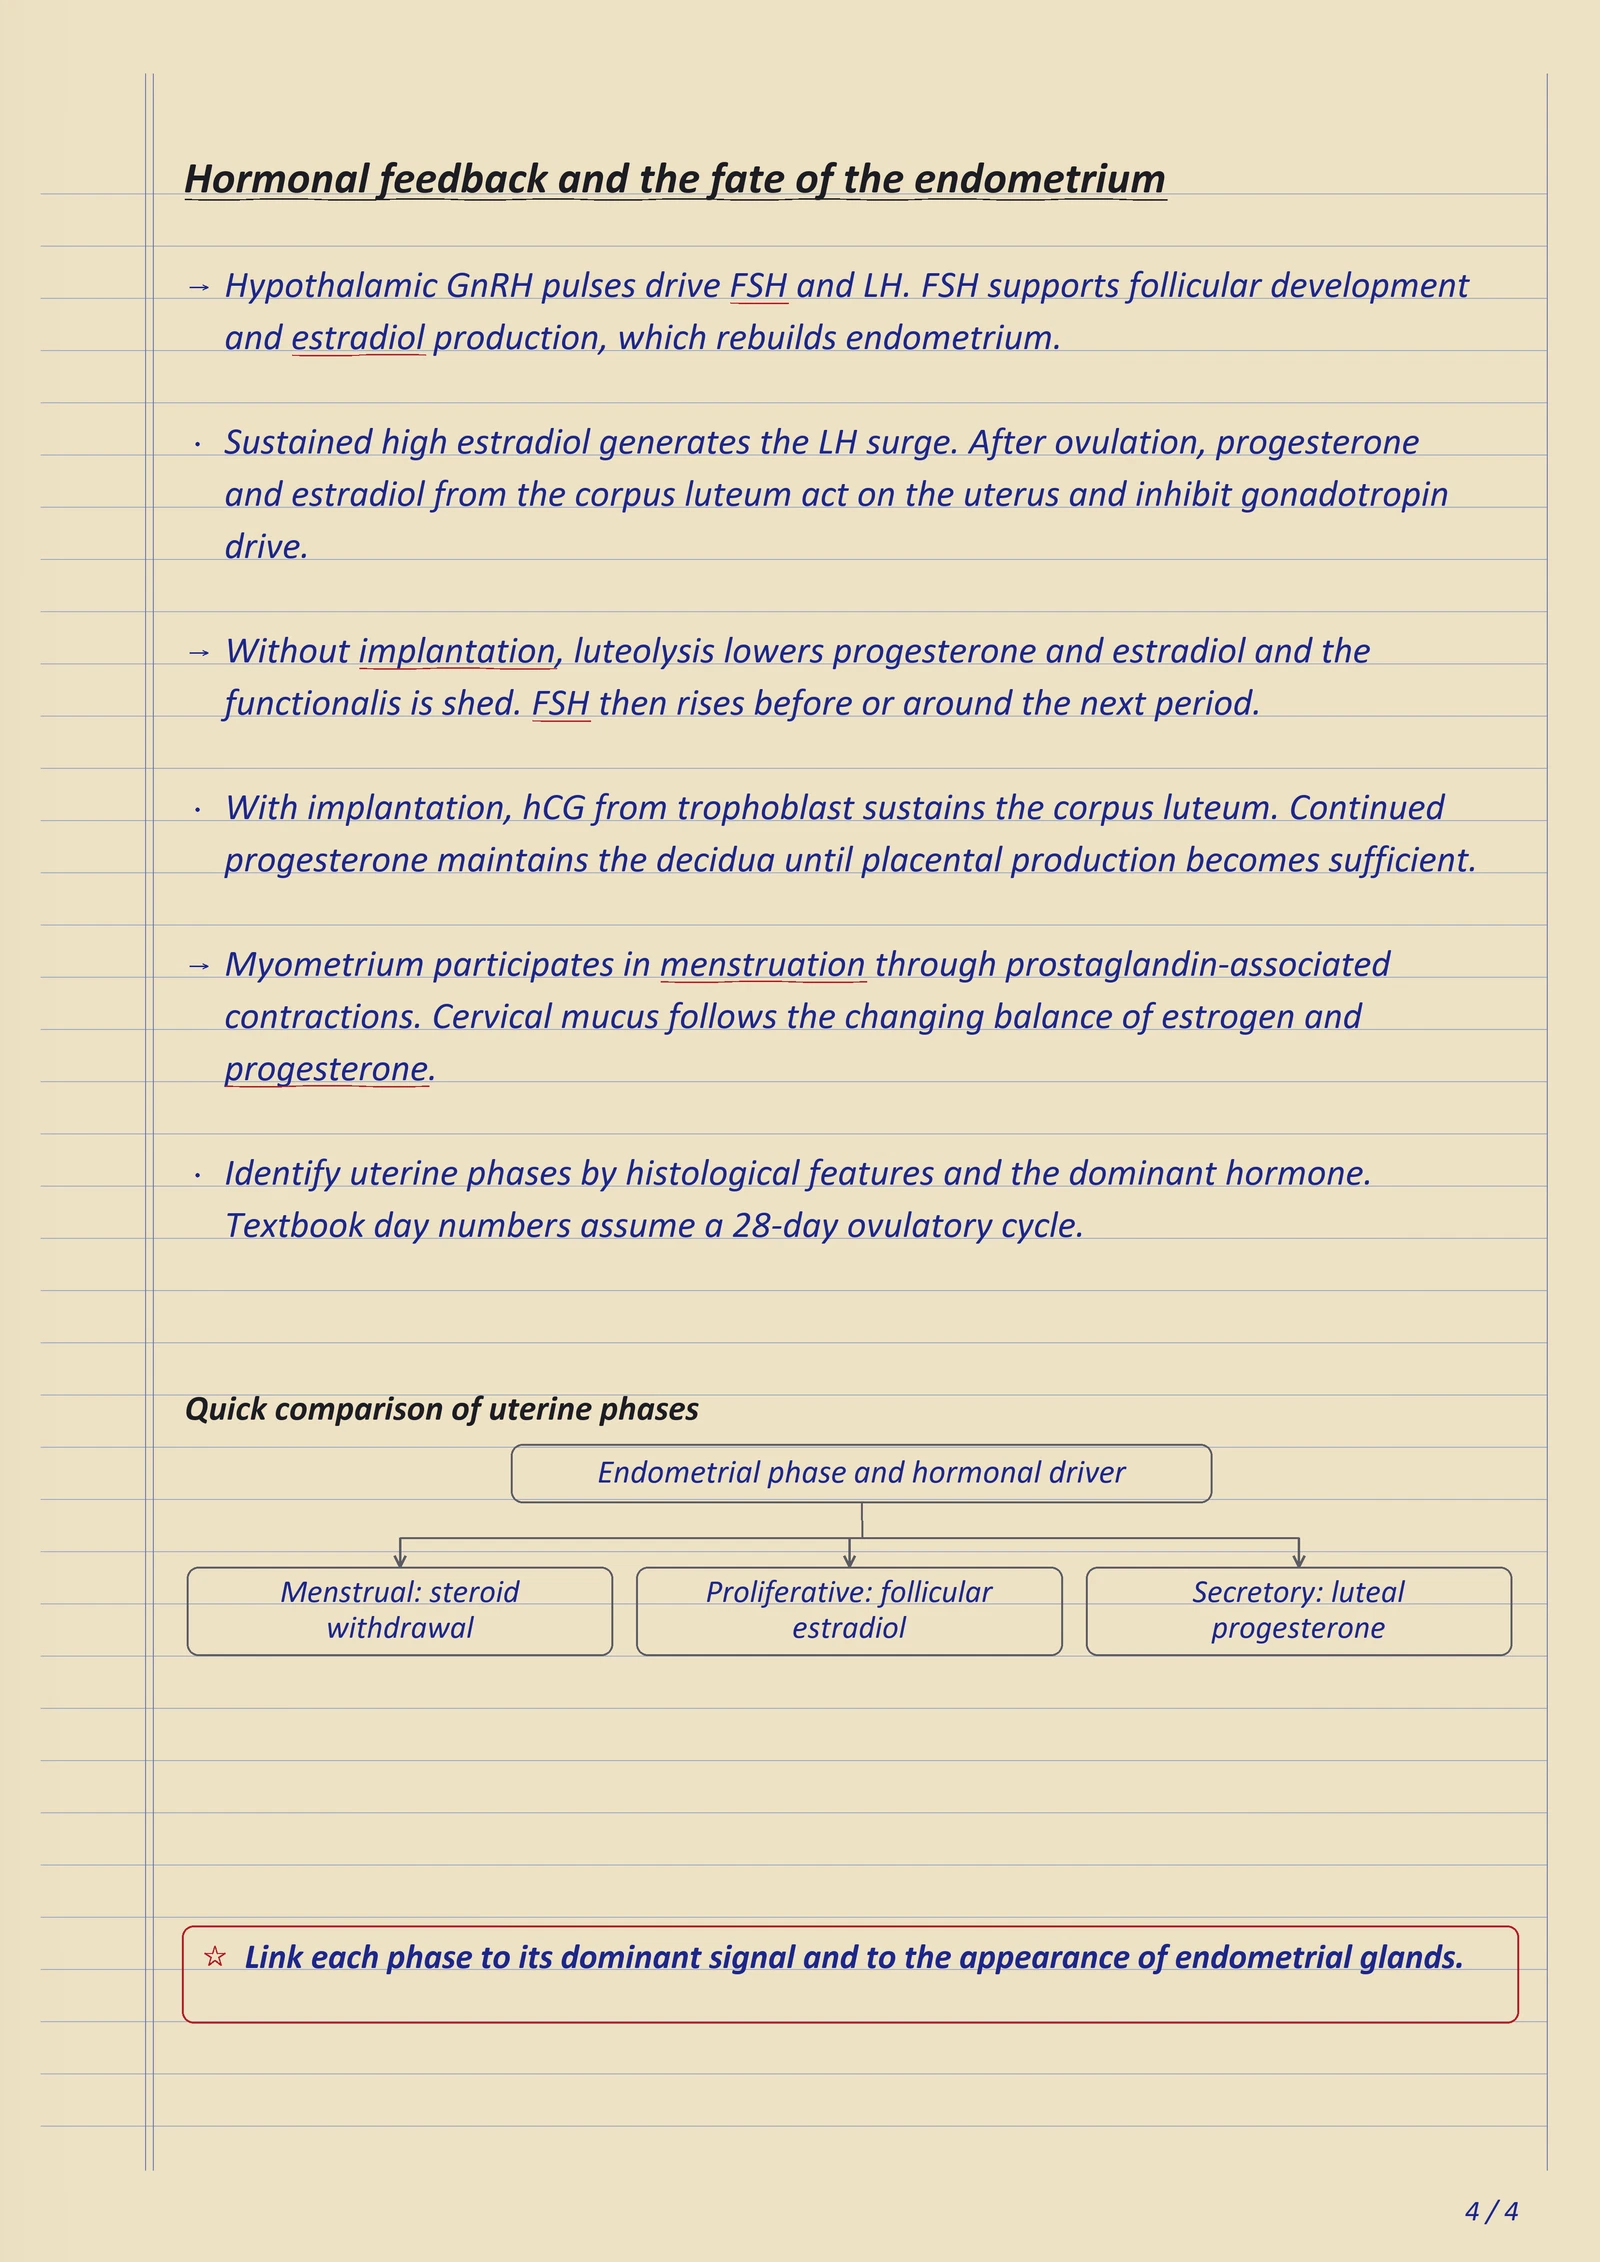 Hormonal feedback and the fate of the endometrium
→ Hypothalamic GnRH pulses drive FSH and LH. FSH supports follicular development
and estradiol production, which rebuilds endometrium.
· Sustained high estradiol generates the LH surge. After ovulation, progesterone
and estradiol from the corpus luteum act on the uterus and inhibit gonadotropin
drive.
→ Without implantation, luteolysis lowers progesterone and estradiol and the
functionalis is shed. FSH then rises before or around the next period.
· With implantation, hCG from trophoblast sustains the corpus luteum. Continued
progesterone maintains the decidua until placental production becomes sufficient.
→ Myometrium participates in menstruation through prostaglandin-associated
contractions. Cervical mucus follows the changing balance of estrogen and
progesterone.
· Identify uterine phases by histological features and the dominant hormone.
Textbook day numbers assume a 28-day ovulatory cycle.
Quick comparison of uterine phases
Endometrial phase and hormonal driver
Menstrual: steroid
withdrawal
Proliferative: follicular
estradiol
Secretory: luteal
progesterone
☆ Link each phase to its dominant signal and to the appearance of endometrial glands.
4 / 4